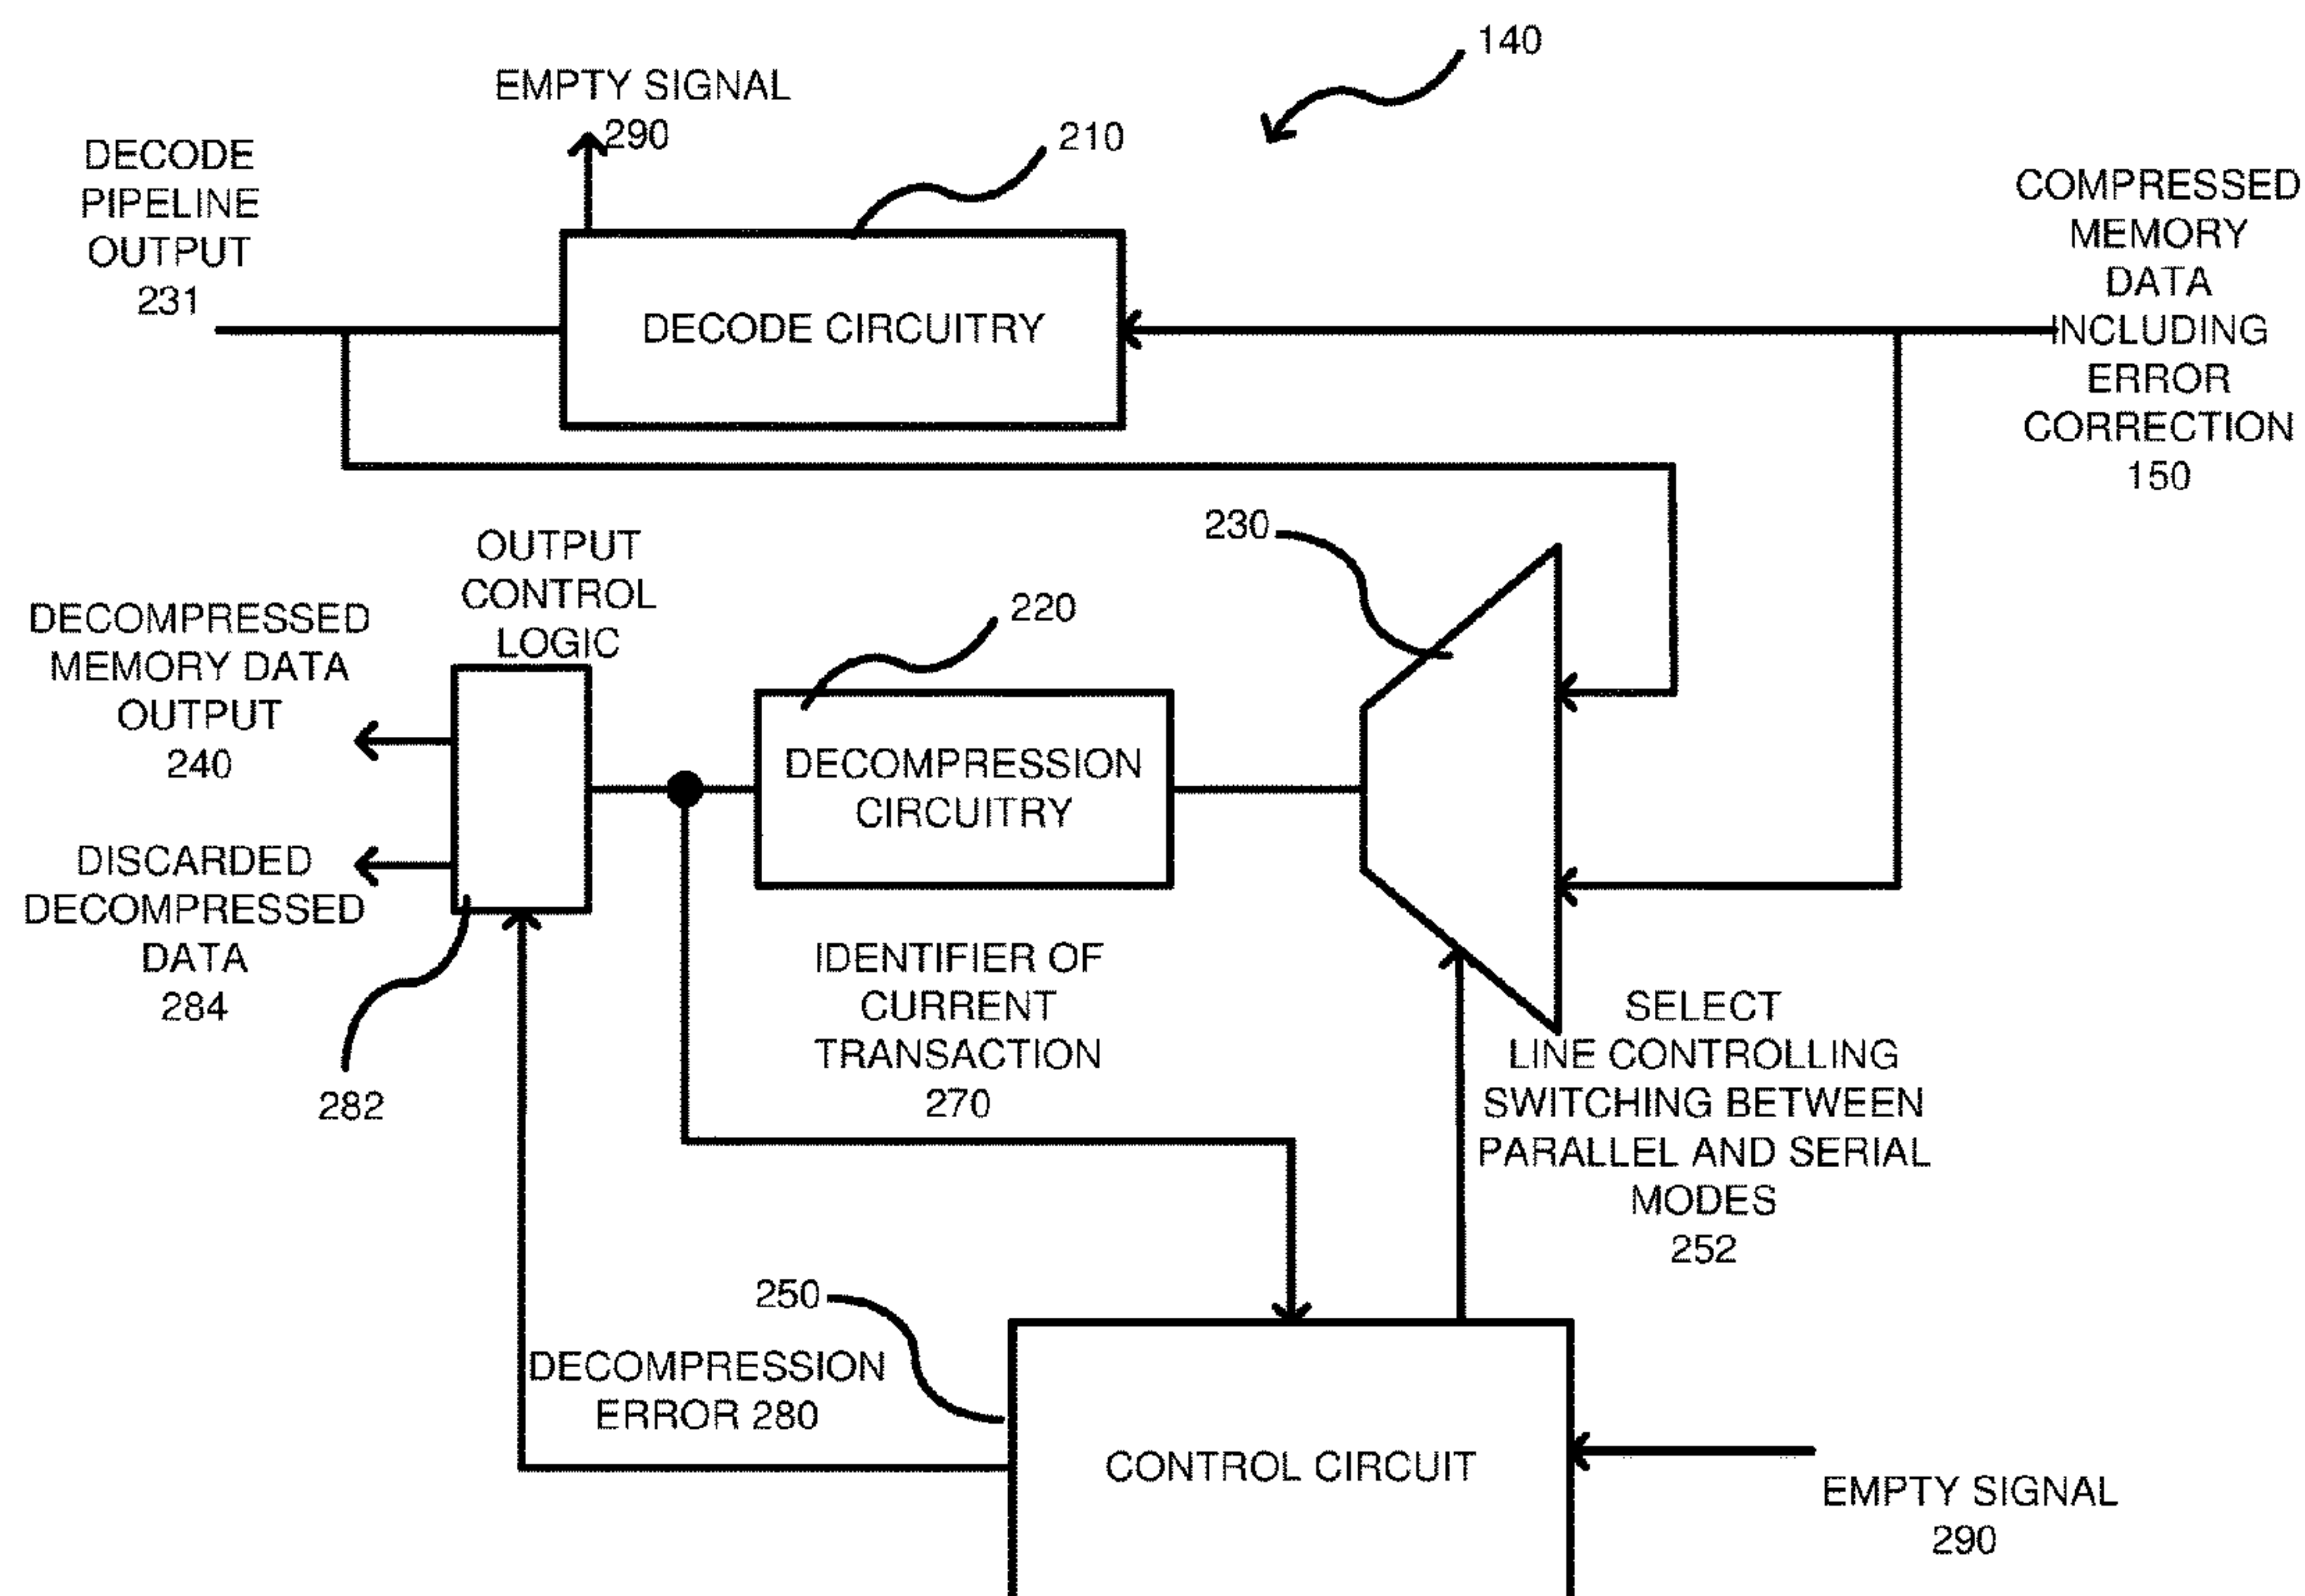 140
EMPTY SIGNAL
290
210
DECODE
PIPELINE
OUTPUT
231
DECODE CIRCUITRY
COMPRESSED
MEMORY
DATA
INCLUDING
ERROR
CORRECTION
150
230
OUTPUT
CONTROL
LOGIC
220
DECOMPRESSED
MEMORY DATA
OUTPUT
240
DECOMPRESSION
CIRCUITRY
DISCARDED
DECOMPRESSED
DATA
284
282
IDENTIFIER OF
CURRENT
TRANSACTION
270
SELECT
LINE CONTROLLING
SWITCHING BETWEEN
PARALLEL AND SERIAL
MODES
252
250
DECOMPRESSION
ERROR 280
CONTROL CIRCUIT
EMPTY SIGNAL
290